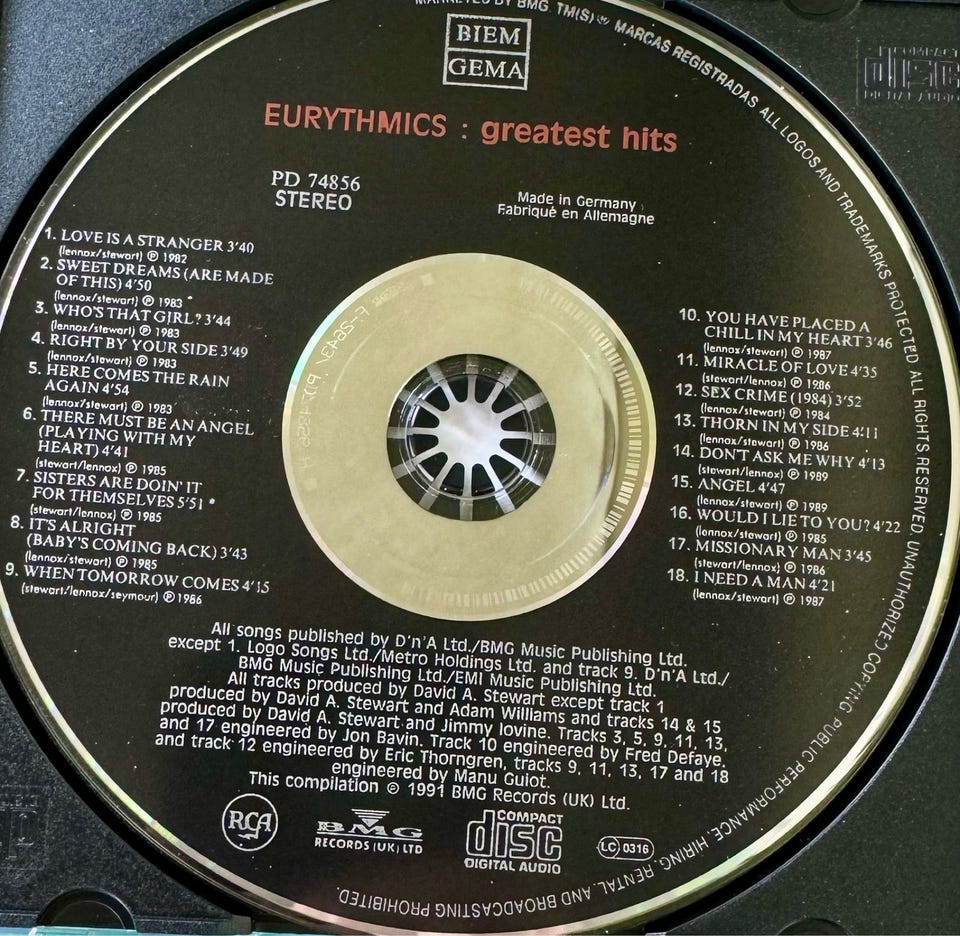 MARKETED BY BMG. TM(S) ® MARCAS REGISTRADAS. ALL LOGOS AND TRADEMARKS PROTECTED. ALL RIGHTS RESERVED. UNAUTHORIZED COPYING, PUBLIC PERFORMANCE, HIRING, RENTAL AND BROADCASTING PROHIBITED.
BIEM
GEMA
EURYTHMICS : greatest hits
PD 74856
STEREO
Made in Germany
Fabriqué en Allemagne
1. LOVE IS A STRANGER 3'40
(lennox/stewart) ℗ 1982
2. SWEET DREAMS (ARE MADE
OF THIS) 4'50
(lennox/stewart) ℗ 1983
3. WHO'S THAT GIRL? 3'44
(lennox/stewart) ℗ 1983
4. RIGHT BY YOUR SIDE 3'49
(lennox/stewart) ℗ 1983
5. HERE COMES THE RAIN
AGAIN 4'54
(lennox/stewart) ℗ 1983
6. THERE MUST BE AN ANGEL
(PLAYING WITH MY
HEART) 4'41
(stewart/lennox) ℗ 1985
7. SISTERS ARE DOIN' IT
FOR THEMSELVES 5'51
(stewart/lennox) ℗ 1985
8. IT'S ALRIGHT
(BABY'S COMING BACK) 3'43
(lennox/stewart) ℗ 1985
9. WHEN TOMORROW COMES 4'15
(stewart/lennox/seymour) ℗ 1986
10. YOU HAVE PLACED A
CHILL IN MY HEART 3'46
(lennox/stewart) ℗ 1987
11. MIRACLE OF LOVE 4'35
(stewart/lennox) ℗ 1986
12. SEX CRIME (1984) 3'52
(lennox/stewart) ℗ 1984
13. THORN IN MY SIDE 4'11
(stewart/lennox) ℗ 1986
14. DON'T ASK ME WHY 4'13
(stewart/lennox) ℗ 1989
15. ANGEL 4'47
(lennox/stewart) ℗ 1989
16. WOULD I LIE TO YOU? 4'22
(lennox/stewart) ℗ 1985
17. MISSIONARY MAN 3'45
(lennox/stewart) ℗ 1986
18. I NEED A MAN 4'21
(lennox/stewart) ℗ 1987
All songs published by D'n'A Ltd./BMG Music Publishing Ltd.
except 1. Logo Songs Ltd./Metro Holdings Ltd. and track 9. D'n'A Ltd./
BMG Music Publishing Ltd./EMI Music Publishing Ltd.
All tracks produced by David A. Stewart except track 1
produced by David A. Stewart and Adam Williams and tracks 14 & 15
produced by David A. Stewart and Jimmy Iovine. Tracks 3, 5, 9, 11, 13,
and 17 engineered by Jon Bavin. Track 10 engineered by Fred Defaye.
and track 12 engineered by Eric Thorngren, tracks 9, 11, 13, 17 and 18
engineered by Manu Guiot.
This compilation © 1991 BMG Records (UK) Ltd.
RCA
BMG
RECORDS (UK) LTD
COMPACT
disc
DIGITAL AUDIO
LC 0316
COMPACT
disc
DIGITAL AUDIO